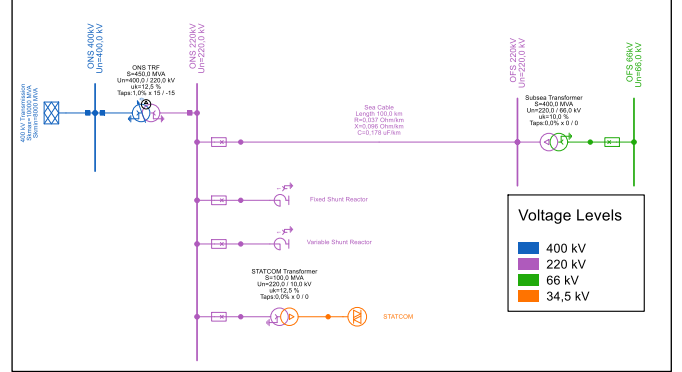 ONS 400kV
Un=400,0 kV
ONS 220kV
Un=220,0 kV
OFS 220kV
Un=220,0 kV
OFS 66kV
Un=66,0 kV
400 kV Transmission
Skmax=10000 MVA
Skmin=8000 MVA
ONS TRF
S=450,0 MVA
Un=400,0 / 220,0 kV
uk=12,5 %
Taps:1,0% x 15 / -15
Sea Cable
Length 100,0 km
R=0,037 Ohm/km
X=0,096 Ohm/km
C=0,178 uF/km
Subsea Transformer
S=400,0 MVA
Un=220,0 / 66,0 kV
uk=10,0 %
Taps:0,0% x 0 / 0
Fixed Shunt Reactor
Variable Shunt Reactor
STATCOM Transformer
S=100,0 MVA
Un=220,0 / 10,0 kV
uk=12,5 %
Taps:0,0% x 0 / 0
STATCOM
Voltage Levels
400 kV
220 kV
66 kV
34,5 kV